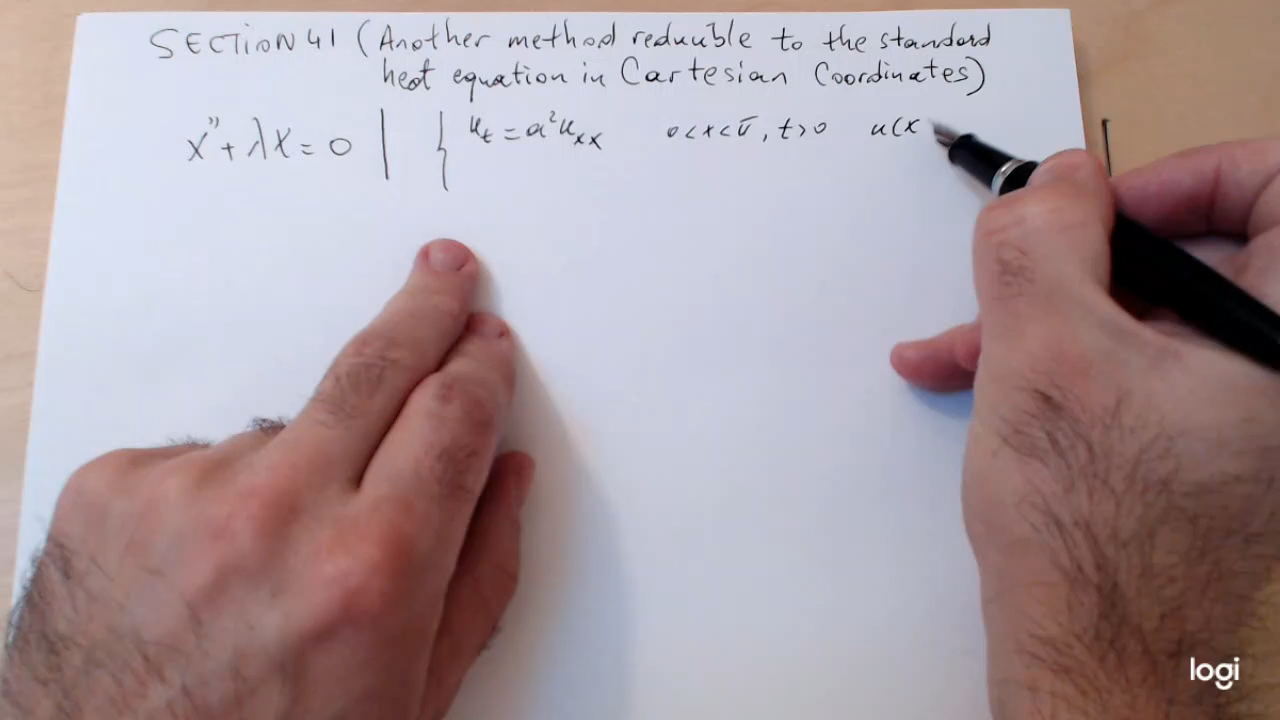 SECTION 41 (Another method reducible to the standard
heat equation in Cartesian Coordinates)
X" + λX = 0 | { u_t = a²u_xx 0 < x < π, t > 0 u(x
logi